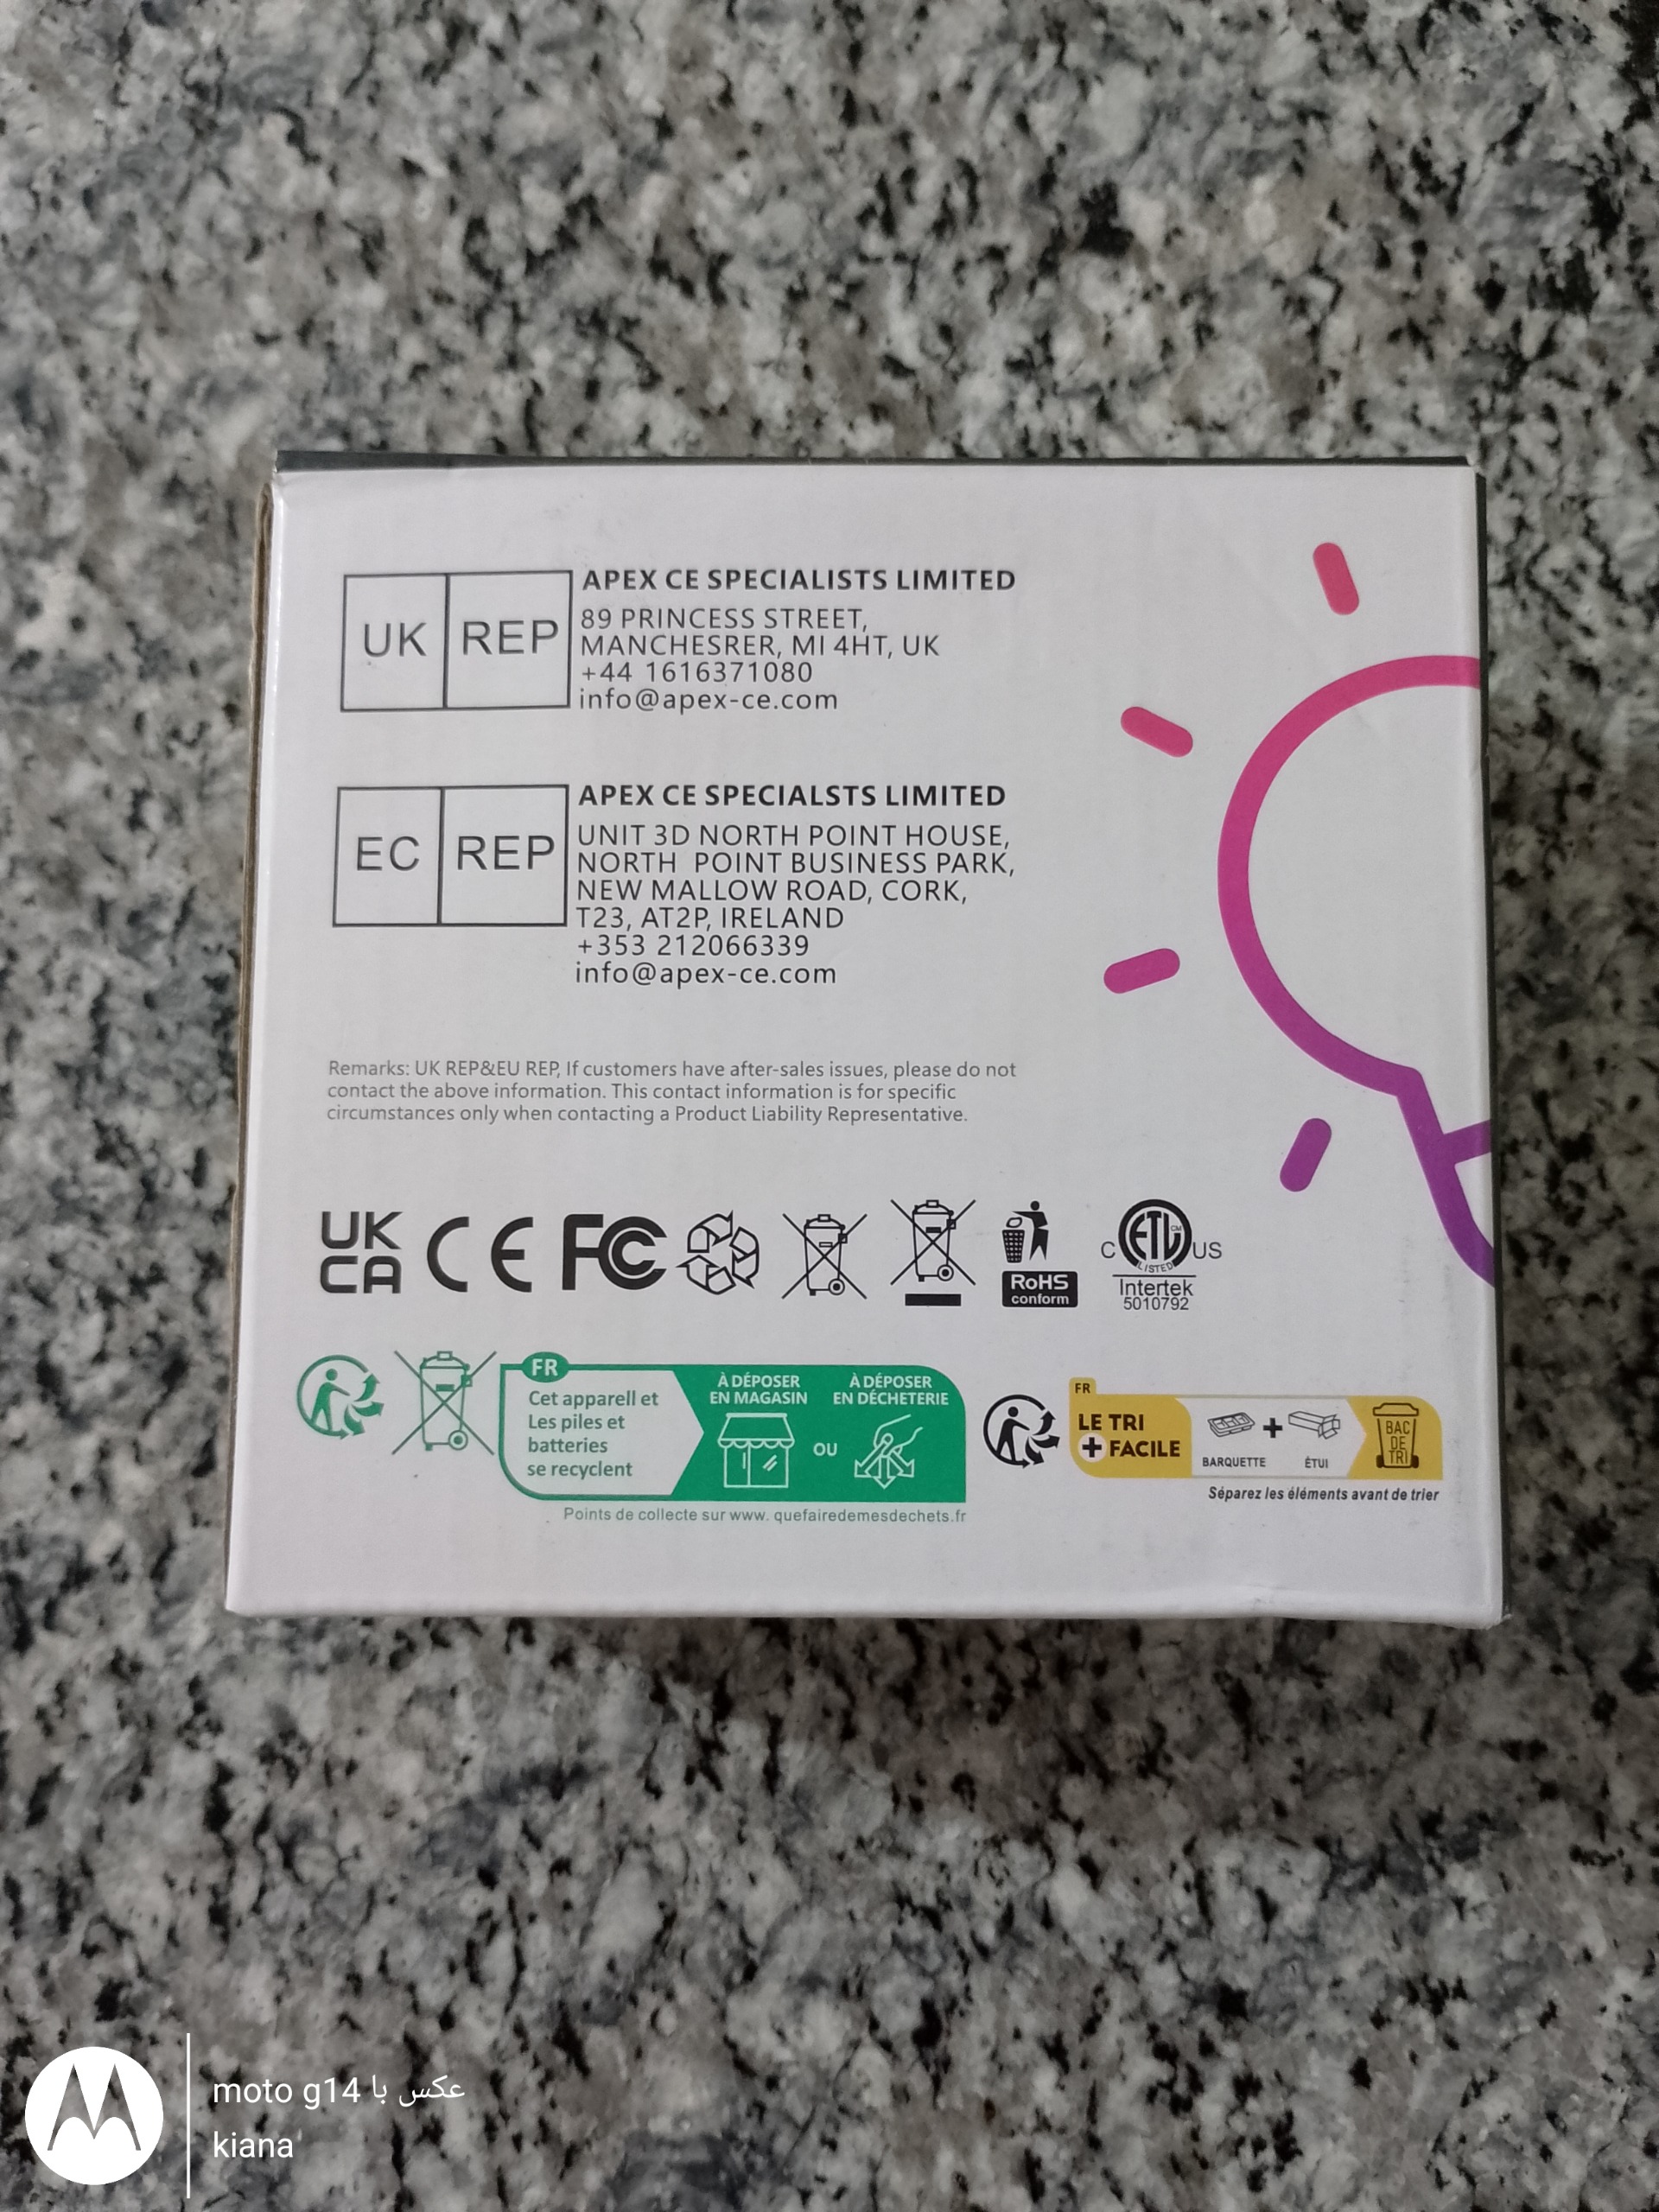 UK REP
APEX CE SPECIALISTS LIMITED
89 PRINCESS STREET,
MANCHESRER, MI 4HT, UK
+44 1616371080
info@apex-ce.com
EC REP
APEX CE SPECIALSTS LIMITED
UNIT 3D NORTH POINT HOUSE,
NORTH POINT BUSINESS PARK,
NEW MALLOW ROAD, CORK,
T23, AT2P, IRELAND
+353 212066339
info@apex-ce.com
Remarks: UK REP&EU REP, If customers have after-sales issues, please do not
contact the above information. This contact information is for specific
circumstances only when contacting a Product Liability Representative.
UK
CA
CE
FC
RoHS
conform
C ETL CM US
LISTED
Intertek
5010792
FR
Cet apparell et
Les piles et
batteries
se recyclent
À DÉPOSER
EN MAGASIN
OU
À DÉPOSER
EN DÉCHETERIE
Points de collecte sur www. quefairedemesdechets.fr
FR
LE TRI
+ FACILE
BARQUETTE
+
ÉTUI
BAC
DE
TRI
Séparez les éléments avant de trier
عکس با moto g14
kiana